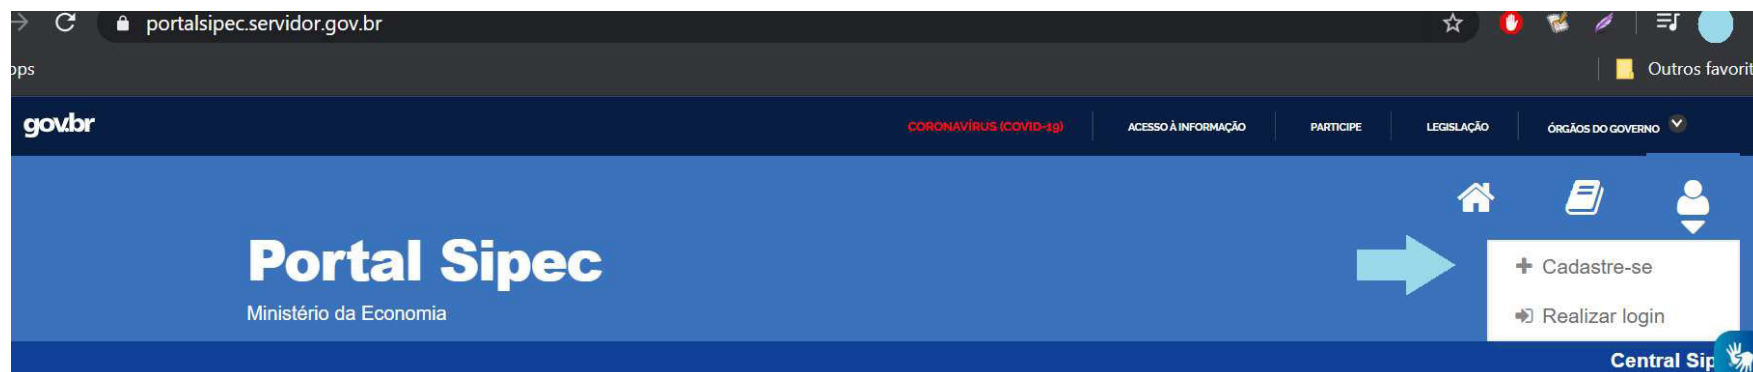 portalsipec.servidor.gov.br
Outros favorit
gov.br
CORONAVÍRUS (COVID-19) ACESSO À INFORMAÇÃO PARTICIPE LEGISLAÇÃO ÓRGÃOS DO GOVERNO
Portal Sipec
Cadastre-se
Ministério da Economia
Realizar login
Central Sip